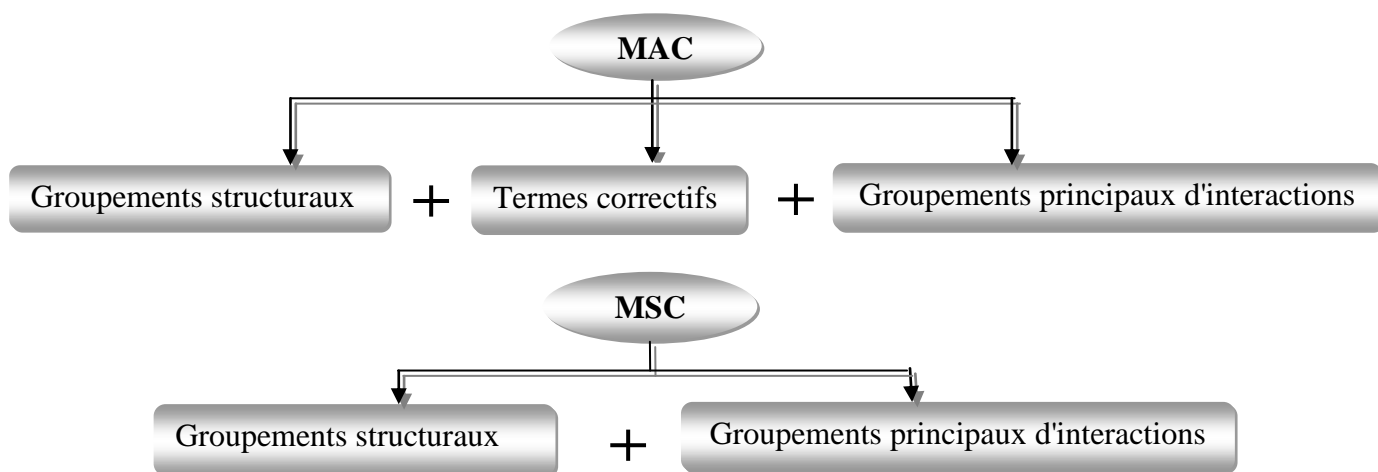 MAC
Groupements structuraux + Termes correctifs + Groupements principaux d'interactions
MSC
Groupements structuraux + Groupements principaux d'interactions